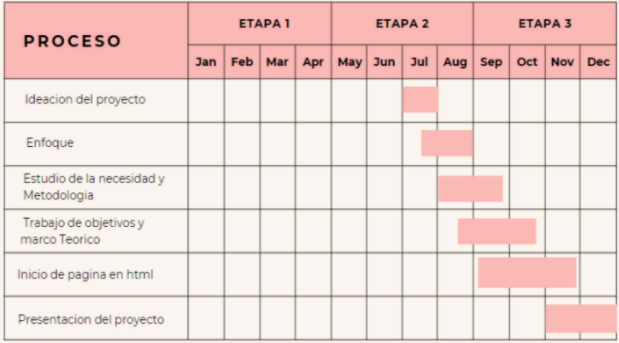 PROCESO
ETAPA 1 ETAPA 2 ETAPA 3
Jan Feb Mar Apr May Jun Jul Aug Sep Oct Nov Dec
Ideacion del proyecto
Enfoque
Estudio de la necesidad y
Metodologia
Trabajo de objetivos y
marco Teorico
Inicio de pagina en html
Presentacion del proyecto